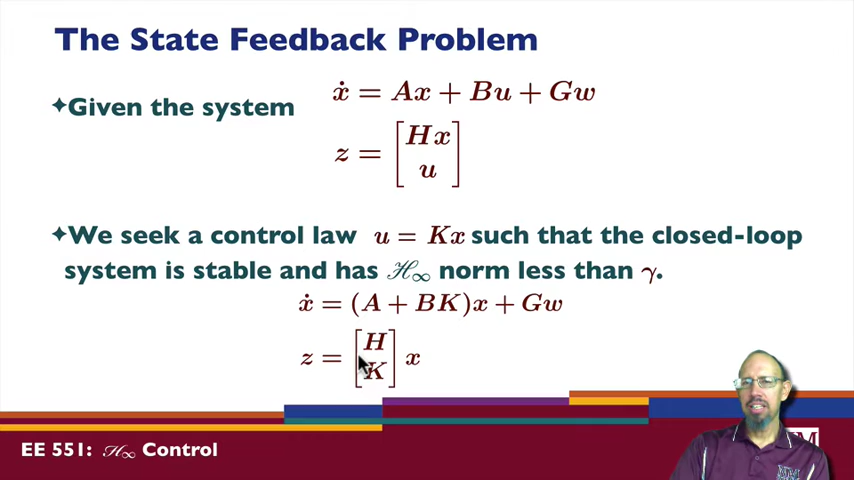 The State Feedback Problem
✦Given the system
ẋ = Ax + Bu + Gw
z = [Hx
u]
✦We seek a control law u = Kx such that the closed-loop
system is stable and has ℋ∞ norm less than γ.
ẋ = (A + BK)x + Gw
z = [H
K] x
EE 551: ℋ∞ Control